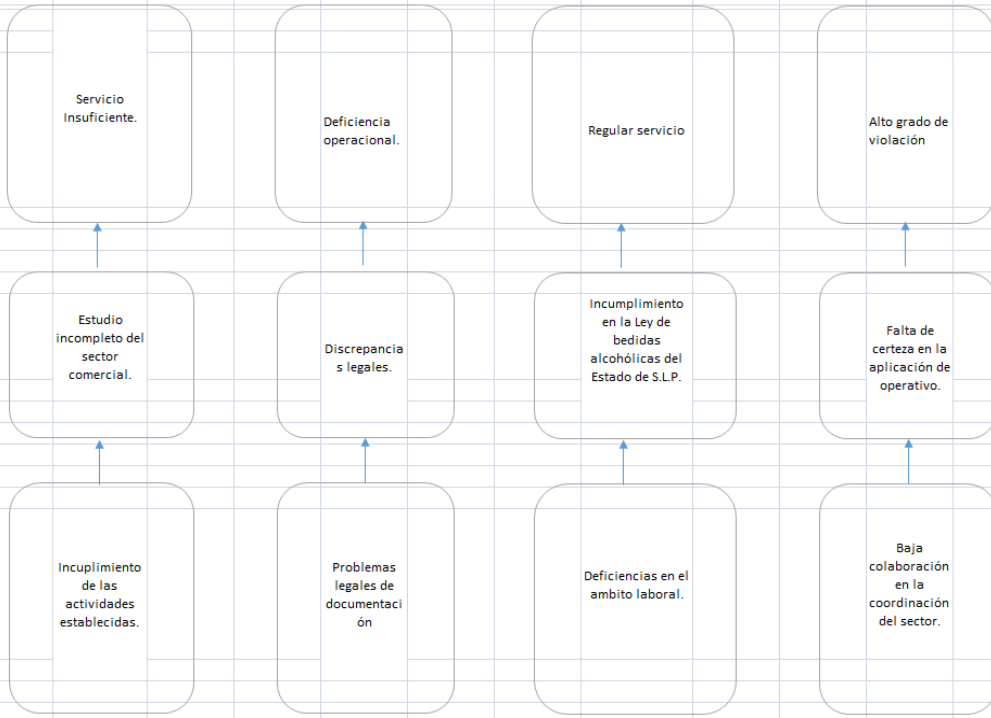 Servicio
Insuficiente.
Deficiencia
operacional.
Regular servicio
Alto grado de
violación
Estudio
incompleto del
sector
comercial.
Discrepancia
s legales.
Incumplimiento
en la Ley de
bedidas
alcohólicas del
Estado de S.L.P.
Falta de
certeza en la
aplicación de
operativo.
Incuplimiento
de las
actividades
establecidas.
Problemas
legales de
documentaci
ón
Deficiencias en el
ambito laboral.
Baja
colaboración
en la
coordinación
del sector.